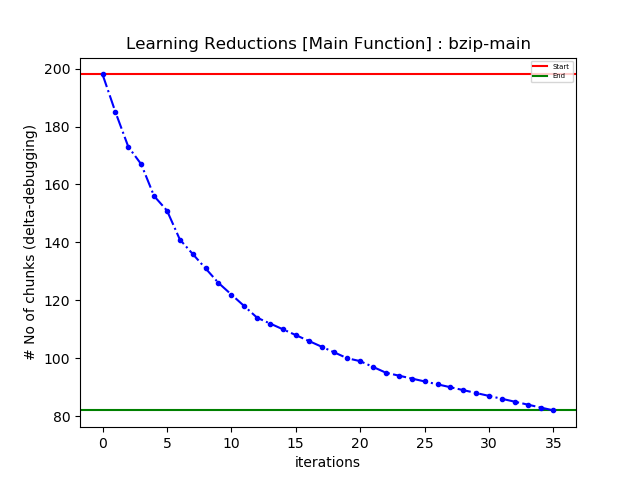 Learning Reductions [Main Function] : bzip-main
Start
End
# No of chunks (delta-debugging)
200
180
160
140
120
100
80
0 5 10 15 20 25 30 35
iterations